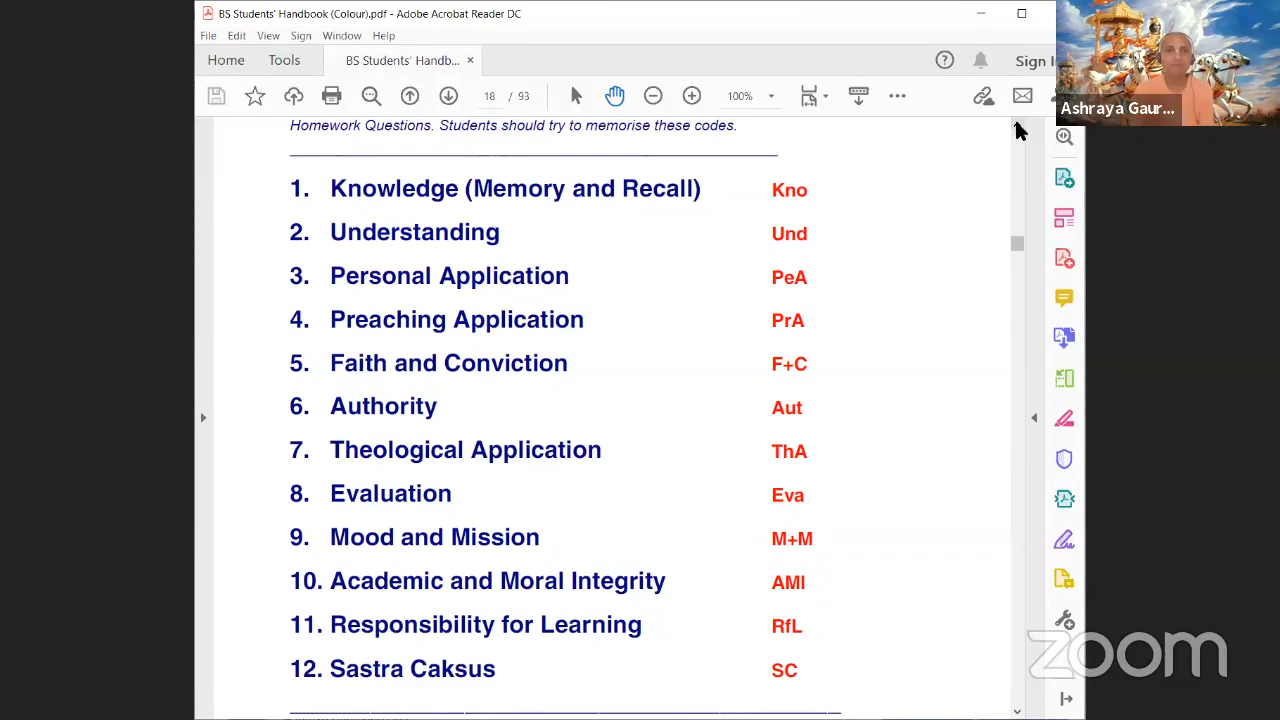 BS Students' Handbook (Colour).pdf - Adobe Acrobat Reader DC
File Edit View Sign Window Help
Home Tools BS Students' Handb... × Sign I
18 / 93 100%
Ashraya Gaur...
Homework Questions. Students should try to memorise these codes.
1. Knowledge (Memory and Recall) Kno
2. Understanding Und
3. Personal Application PeA
4. Preaching Application PrA
5. Faith and Conviction F+C
6. Authority Aut
7. Theological Application ThA
8. Evaluation Eva
9. Mood and Mission M+M
10. Academic and Moral Integrity AMI
11. Responsibility for Learning RfL
12. Sastra Caksus SC
zoom